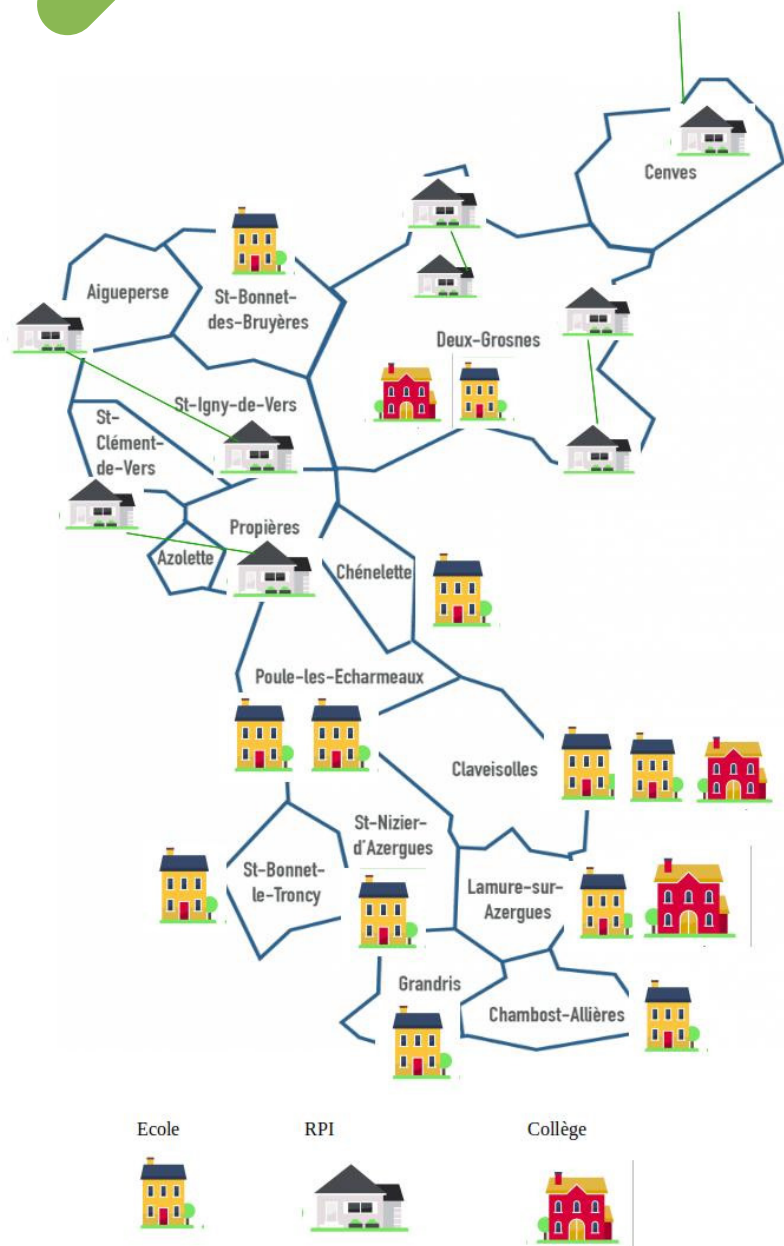 Cenves
Aigueperse
St-Bonnet-
des-Bruyères
Deux-Grosnes
St-Igny-de-Vers
St-
Clément-
de-Vers
Propières
Azolette
Chénelette
Poule-les-Echarmeaux
Claveisolles
St-Nizier-
d'Azergues
St-Bonnet-
le-Troncy
Lamure-sur-
Azergues
Grandris
Chambost-Allières
Ecole
RPI
Collège